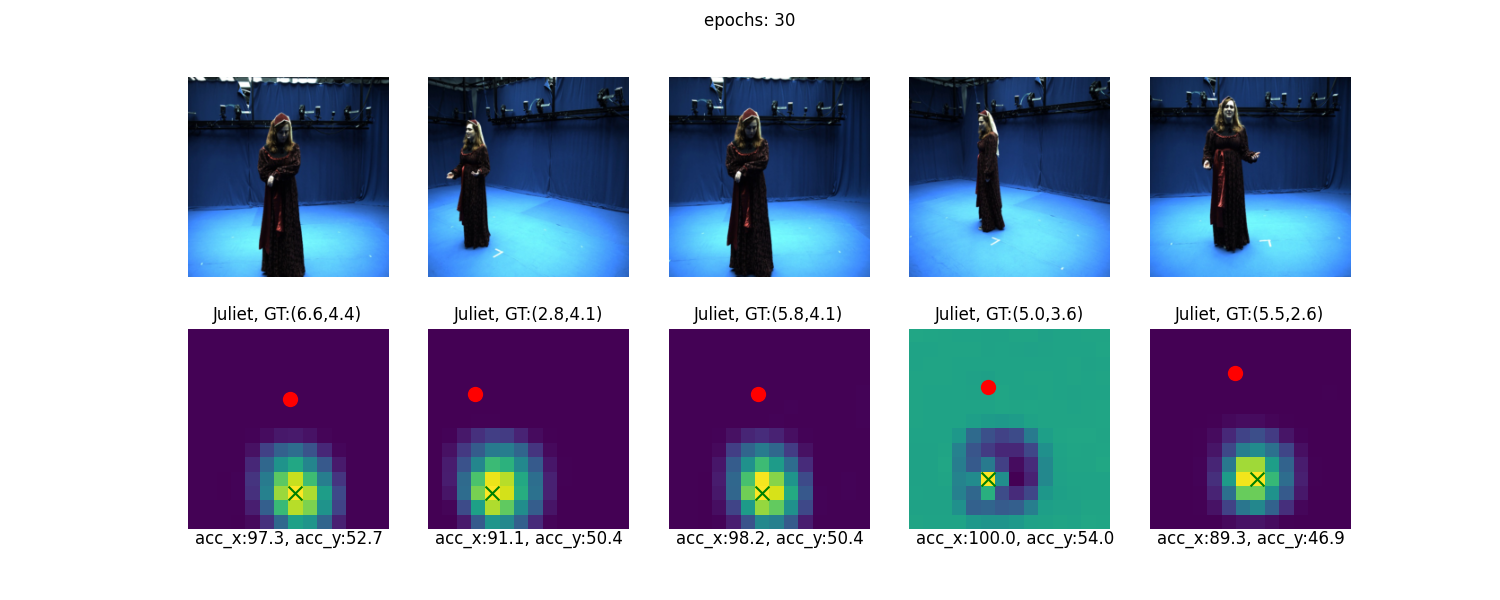 epochs: 30
Juliet, GT:(6.6,4.4)
Juliet, GT:(2.8,4.1)
Juliet, GT:(5.8,4.1)
Juliet, GT:(5.0,3.6)
Juliet, GT:(5.5,2.6)
acc_x:97.3, acc_y:52.7
acc_x:91.1, acc_y:50.4
acc_x:98.2, acc_y:50.4
acc_x:100.0, acc_y:54.0
acc_x:89.3, acc_y:46.9